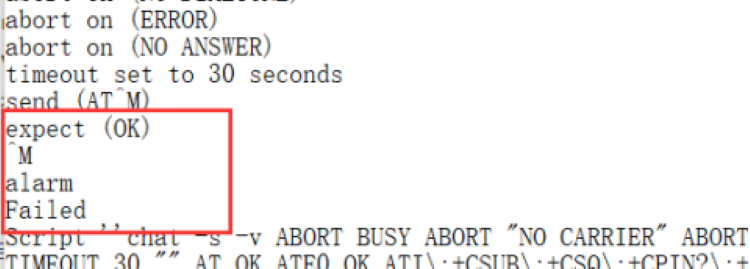 abort on (ERROR)
abort on (NO ANSWER)
timeout set to 30 seconds
send (AT^M)
expect (OK)
^M
alarm
Failed
Script ''chat -s -v ABORT BUSY ABORT "NO CARRIER" ABORT
TIMEOUT 30 "" AT OK ATE0 OK ATI\;+CSUB\;+CSQ\;+CPIN?\;+